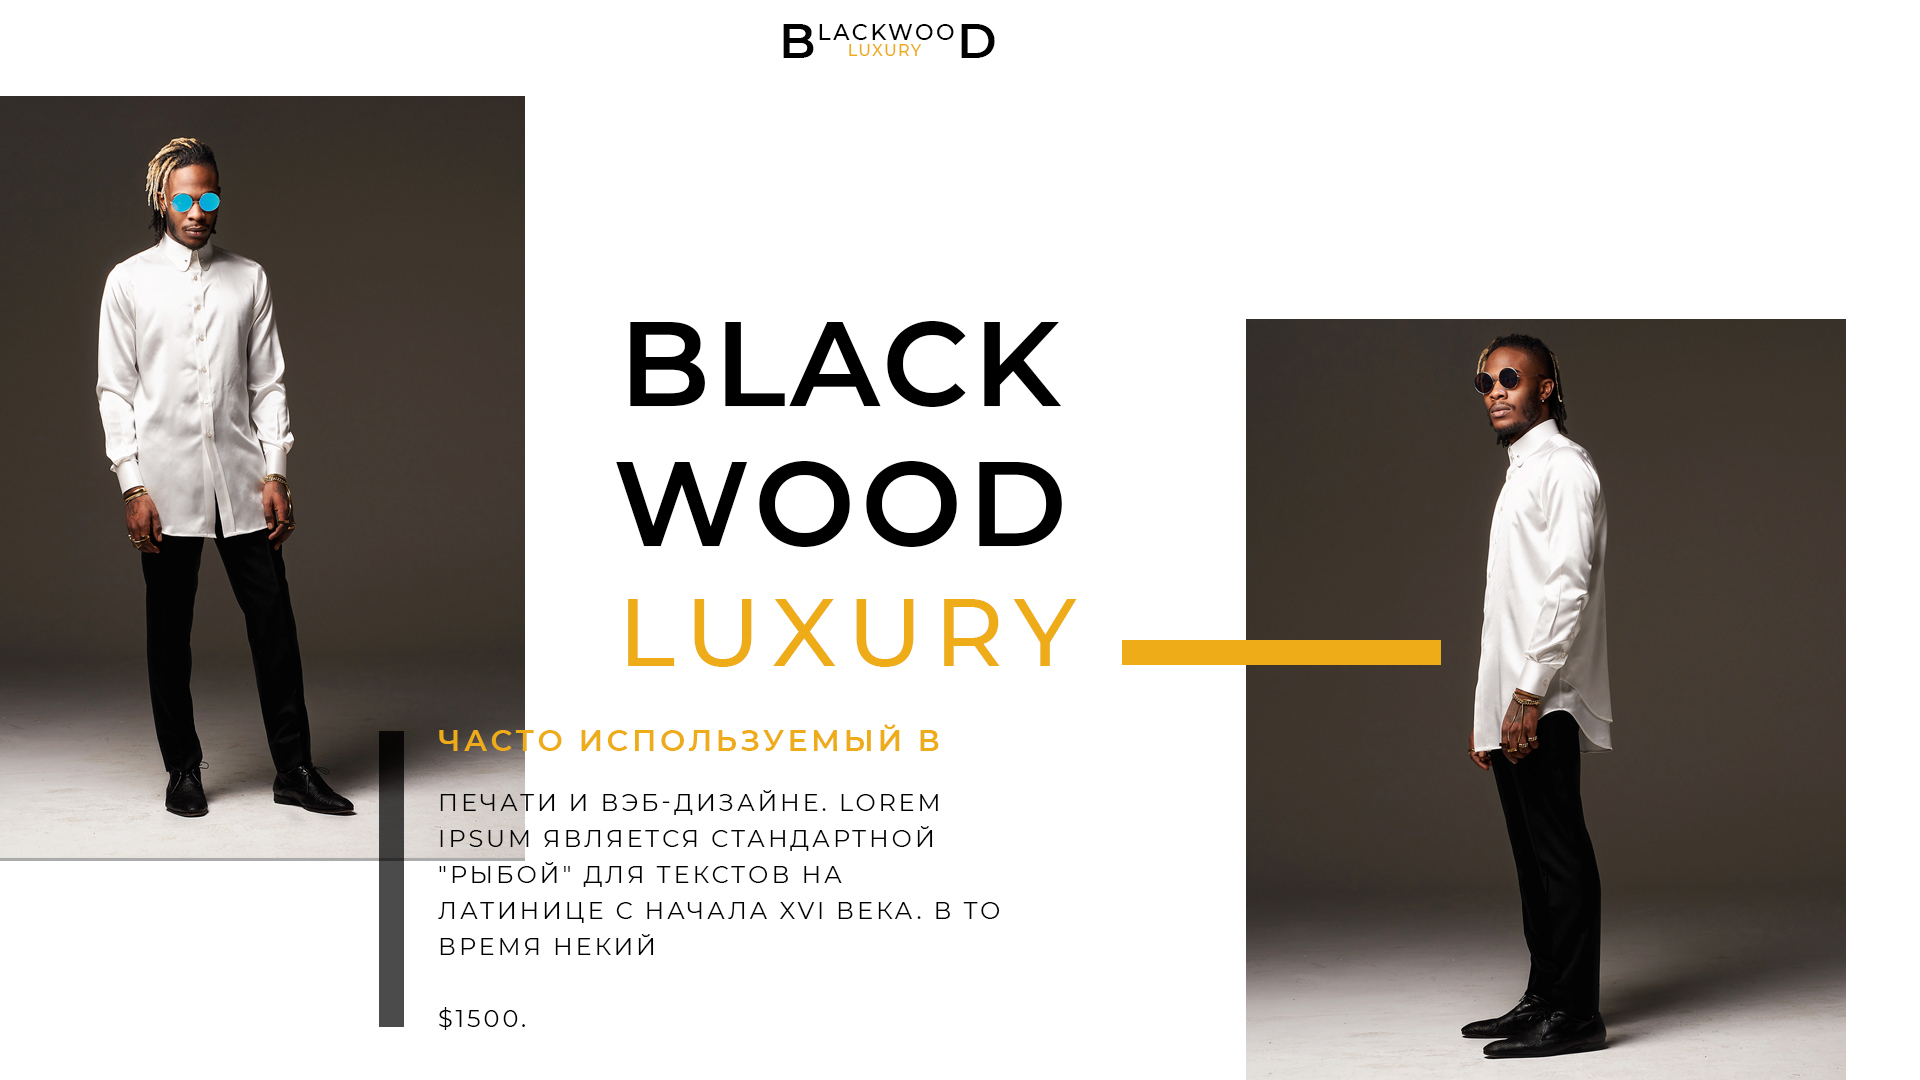 BLACKWOOD
LUXURY
BLACK
WOOD
LUXURY
ЧАСТО ИСПОЛЬЗУЕМЫЙ В
ПЕЧАТИ И ВЭБ-ДИЗАЙНЕ. LOREM
IPSUM ЯВЛЯЕТСЯ СТАНДАРТНОЙ
"РЫБОЙ" ДЛЯ ТЕКСТОВ НА
ЛАТИНИЦЕ С НАЧАЛА XVI ВЕКА. В ТО
ВРЕМЯ НЕКИЙ
$1500.